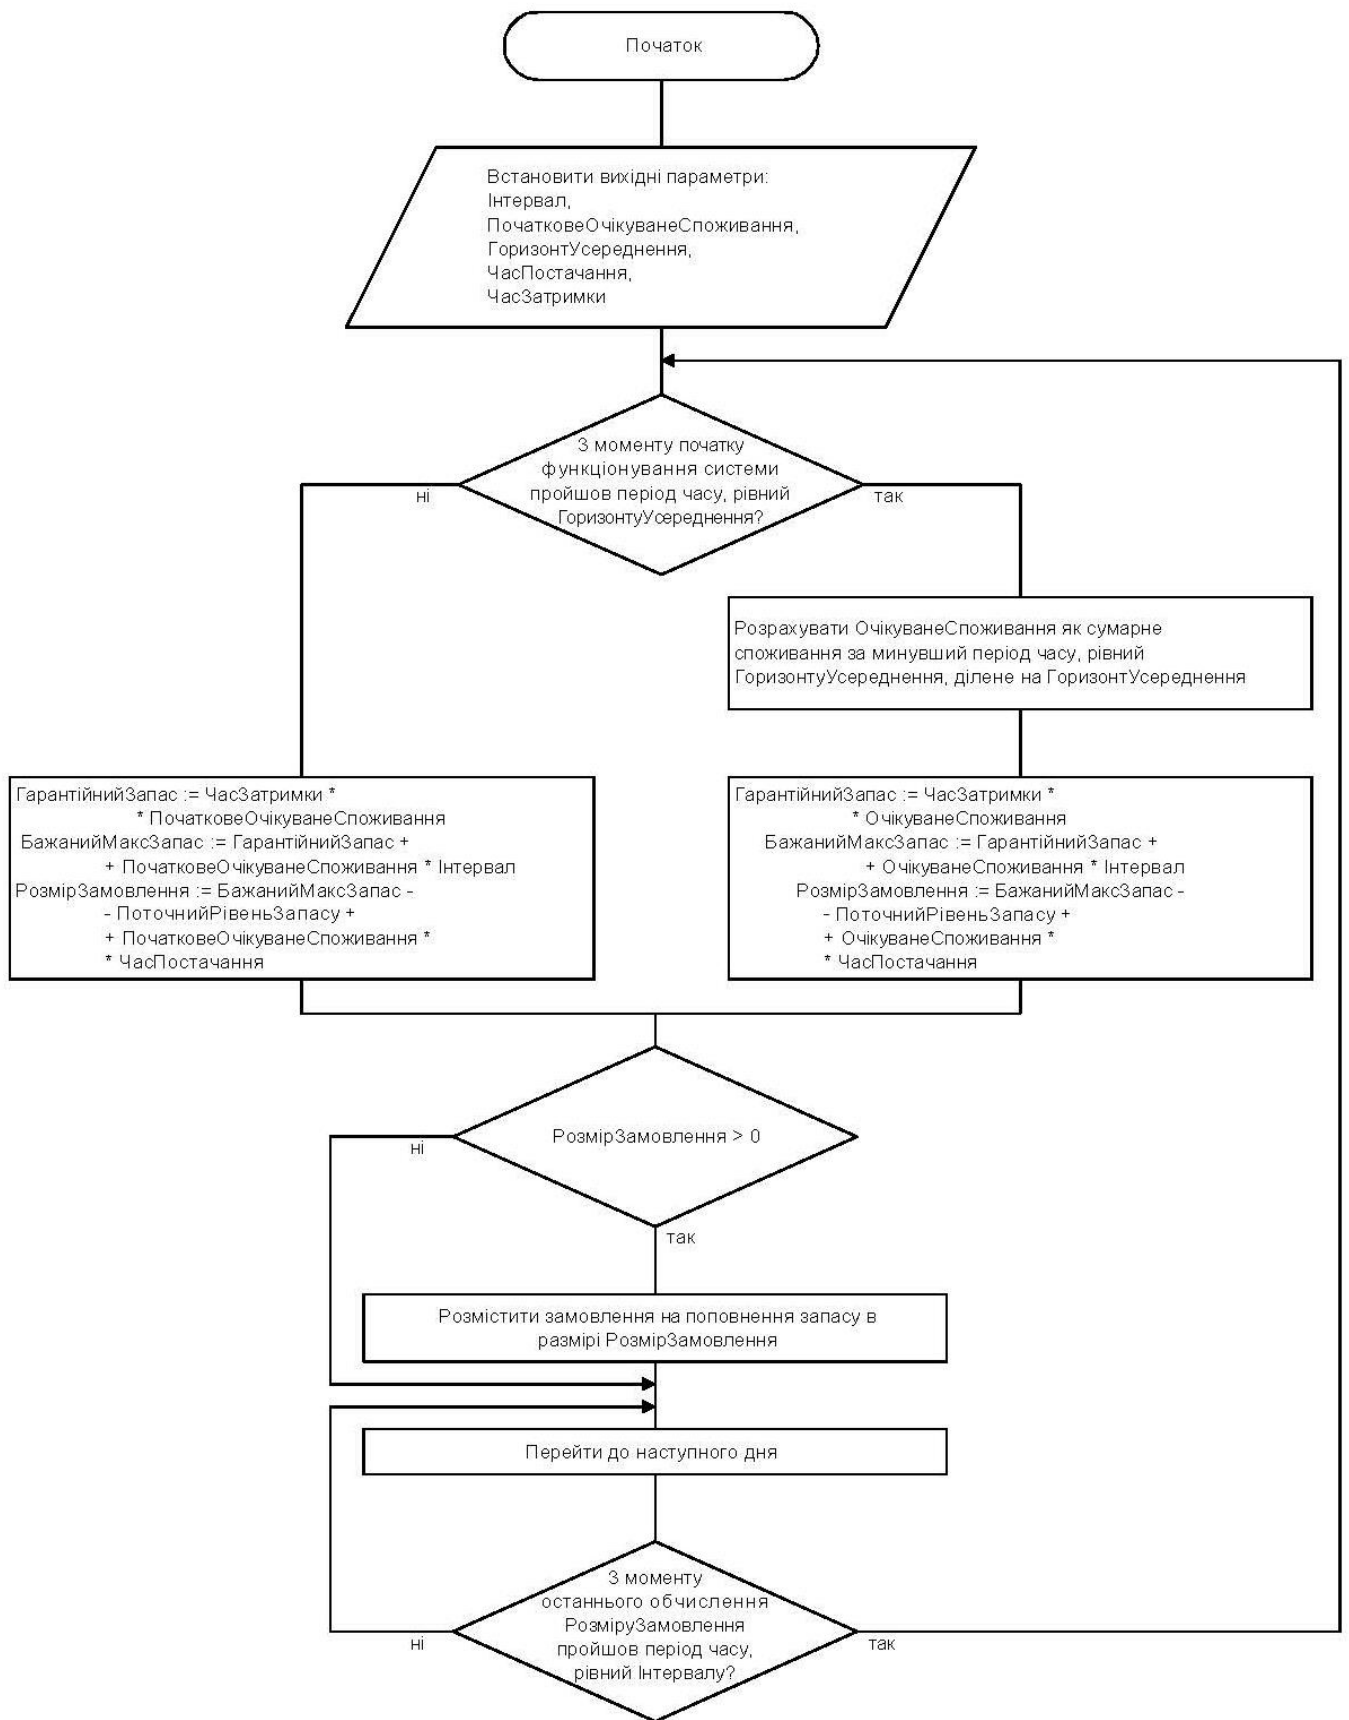 Початок
Встановити вихідні параметри:
Інтервал,
ПочатковеОчікуванеСпоживання,
ГоризонтУсереднення,
ЧасПостачання,
ЧасЗатримки
З моменту початку
функціонування системи
пройшов період часу, рівний
ГоризонтуУсереднення?
ні
так
Розрахувати ОчікуванеСпоживання як сумарне
споживання за минувший період часу, рівний
ГоризонтуУсереднення, ділене на ГоризонтУсереднення
ГарантійнийЗапас := ЧасЗатримки *
* ПочатковеОчікуванеСпоживання
БажанийМаксЗапас := ГарантійнийЗапас +
+ ПочатковеОчікуванеСпоживання * Інтервал
РозмірЗамовлення := БажанийМаксЗапас -
- ПоточнийРівеньЗапасу +
+ ПочатковеОчікуванеСпоживання *
* ЧасПостачання
ГарантійнийЗапас := ЧасЗатримки *
* ОчікуванеСпоживання
БажанийМаксЗапас := ГарантійнийЗапас +
+ ОчікуванеСпоживання * Інтервал
РозмірЗамовлення := БажанийМаксЗапас -
- ПоточнийРівеньЗапасу +
+ ОчікуванеСпоживання *
* ЧасПостачання
РозмірЗамовлення > 0
ні
так
Розмістити замовлення на поповнення запасу в
размірі РозмірЗамовлення
Перейти до наступного дня
З моменту
останнього обчислення
РозміруЗамовлення
пройшов період часу,
рівний Інтервалу?
ні
так